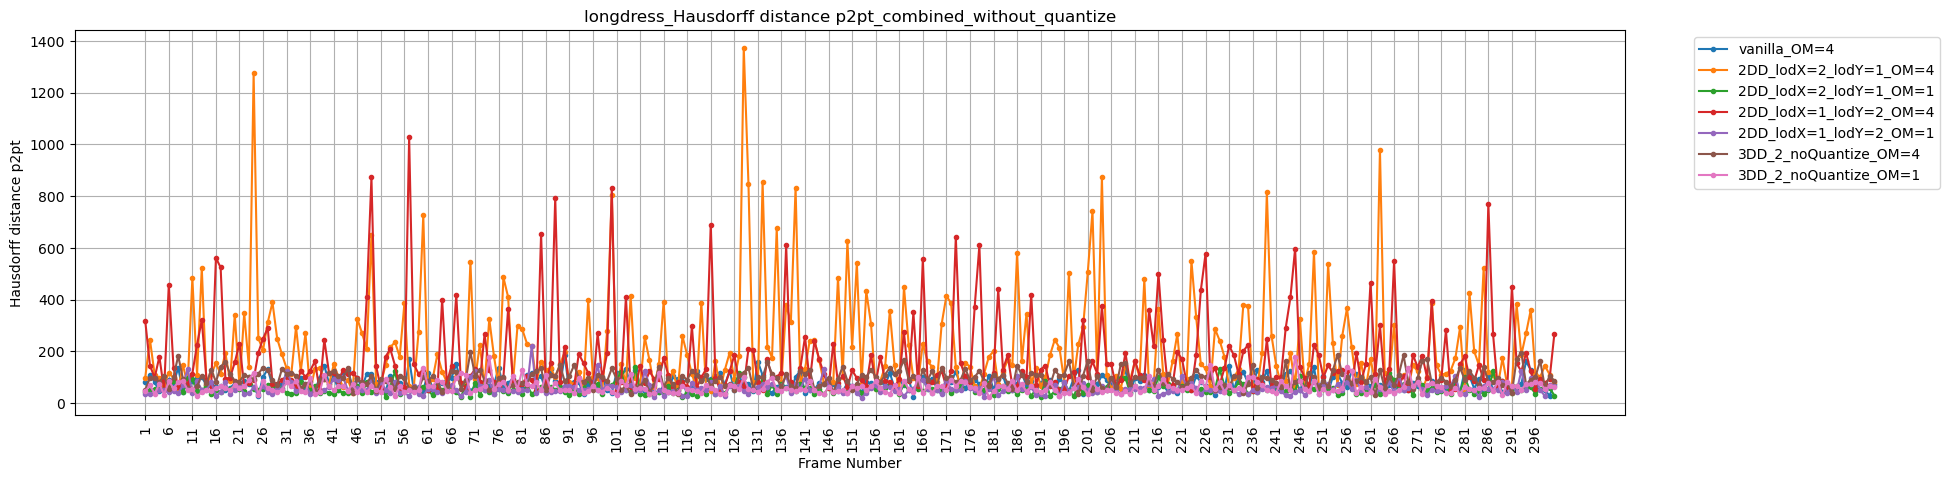 longdress_Hausdorff distance p2pt_combined_without_quantize
Hausdorff distance p2pt
1400
1200
1000
800
600
400
200
0
1 6 11 16 21 26 31 36 41 46 51 56 61 66 71 76 81 86 91 96 101 106 111 116 121 126 131 136 141 146 151 156 161 166 171 176 181 186 191 196 201 206 211 216 221 226 231 236 241 246 251 256 261 266 271 276 281 286 291 296
Frame Number
vanilla_OM=4
2DD_lodX=2_lodY=1_OM=4
2DD_lodX=2_lodY=1_OM=1
2DD_lodX=1_lodY=2_OM=4
2DD_lodX=1_lodY=2_OM=1
3DD_2_noQuantize_OM=4
3DD_2_noQuantize_OM=1